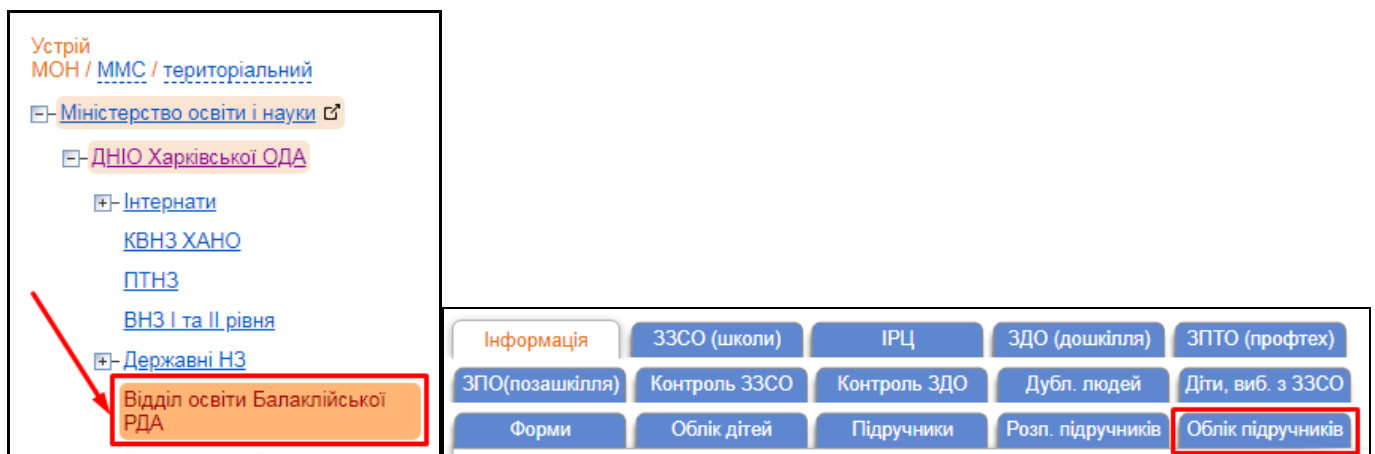 Устрій
МОН / ММС / територіальний
Міністерство освіти і науки
ДНІО Харківської ОДА
Інтернати
КВНЗ ХАНО
ПТНЗ
ВНЗ І та ІІ рівня
Державні НЗ
Відділ освіти Балаклійської
РДА
Інформація ЗЗСО (школи) ІРЦ ЗДО (дошкілля) ЗПТО (профтех)
ЗПО(позашкілля) Контроль ЗЗСО Контроль ЗДО Дубл. людей Діти, виб. з ЗЗСО
Форми Облік дітей Підручники Розп. підручників Облік підручників